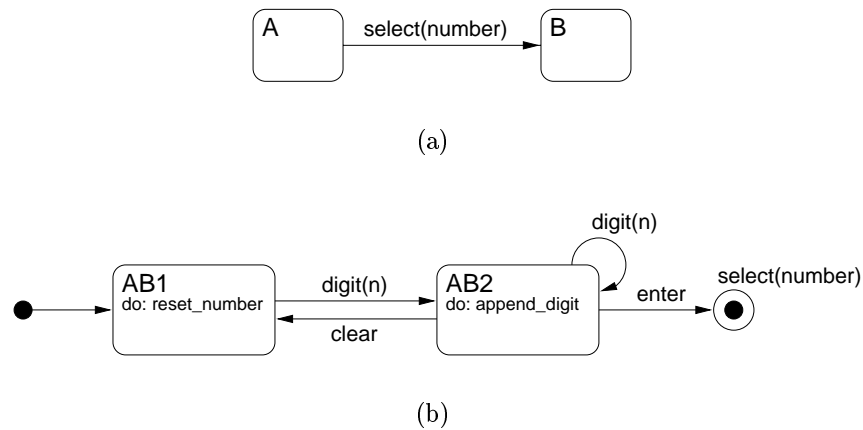 A
select(number)
B
(a)
digit(n)
AB1
do: reset_number
digit(n)
clear
AB2
do: append_digit
enter
select(number)
(b)